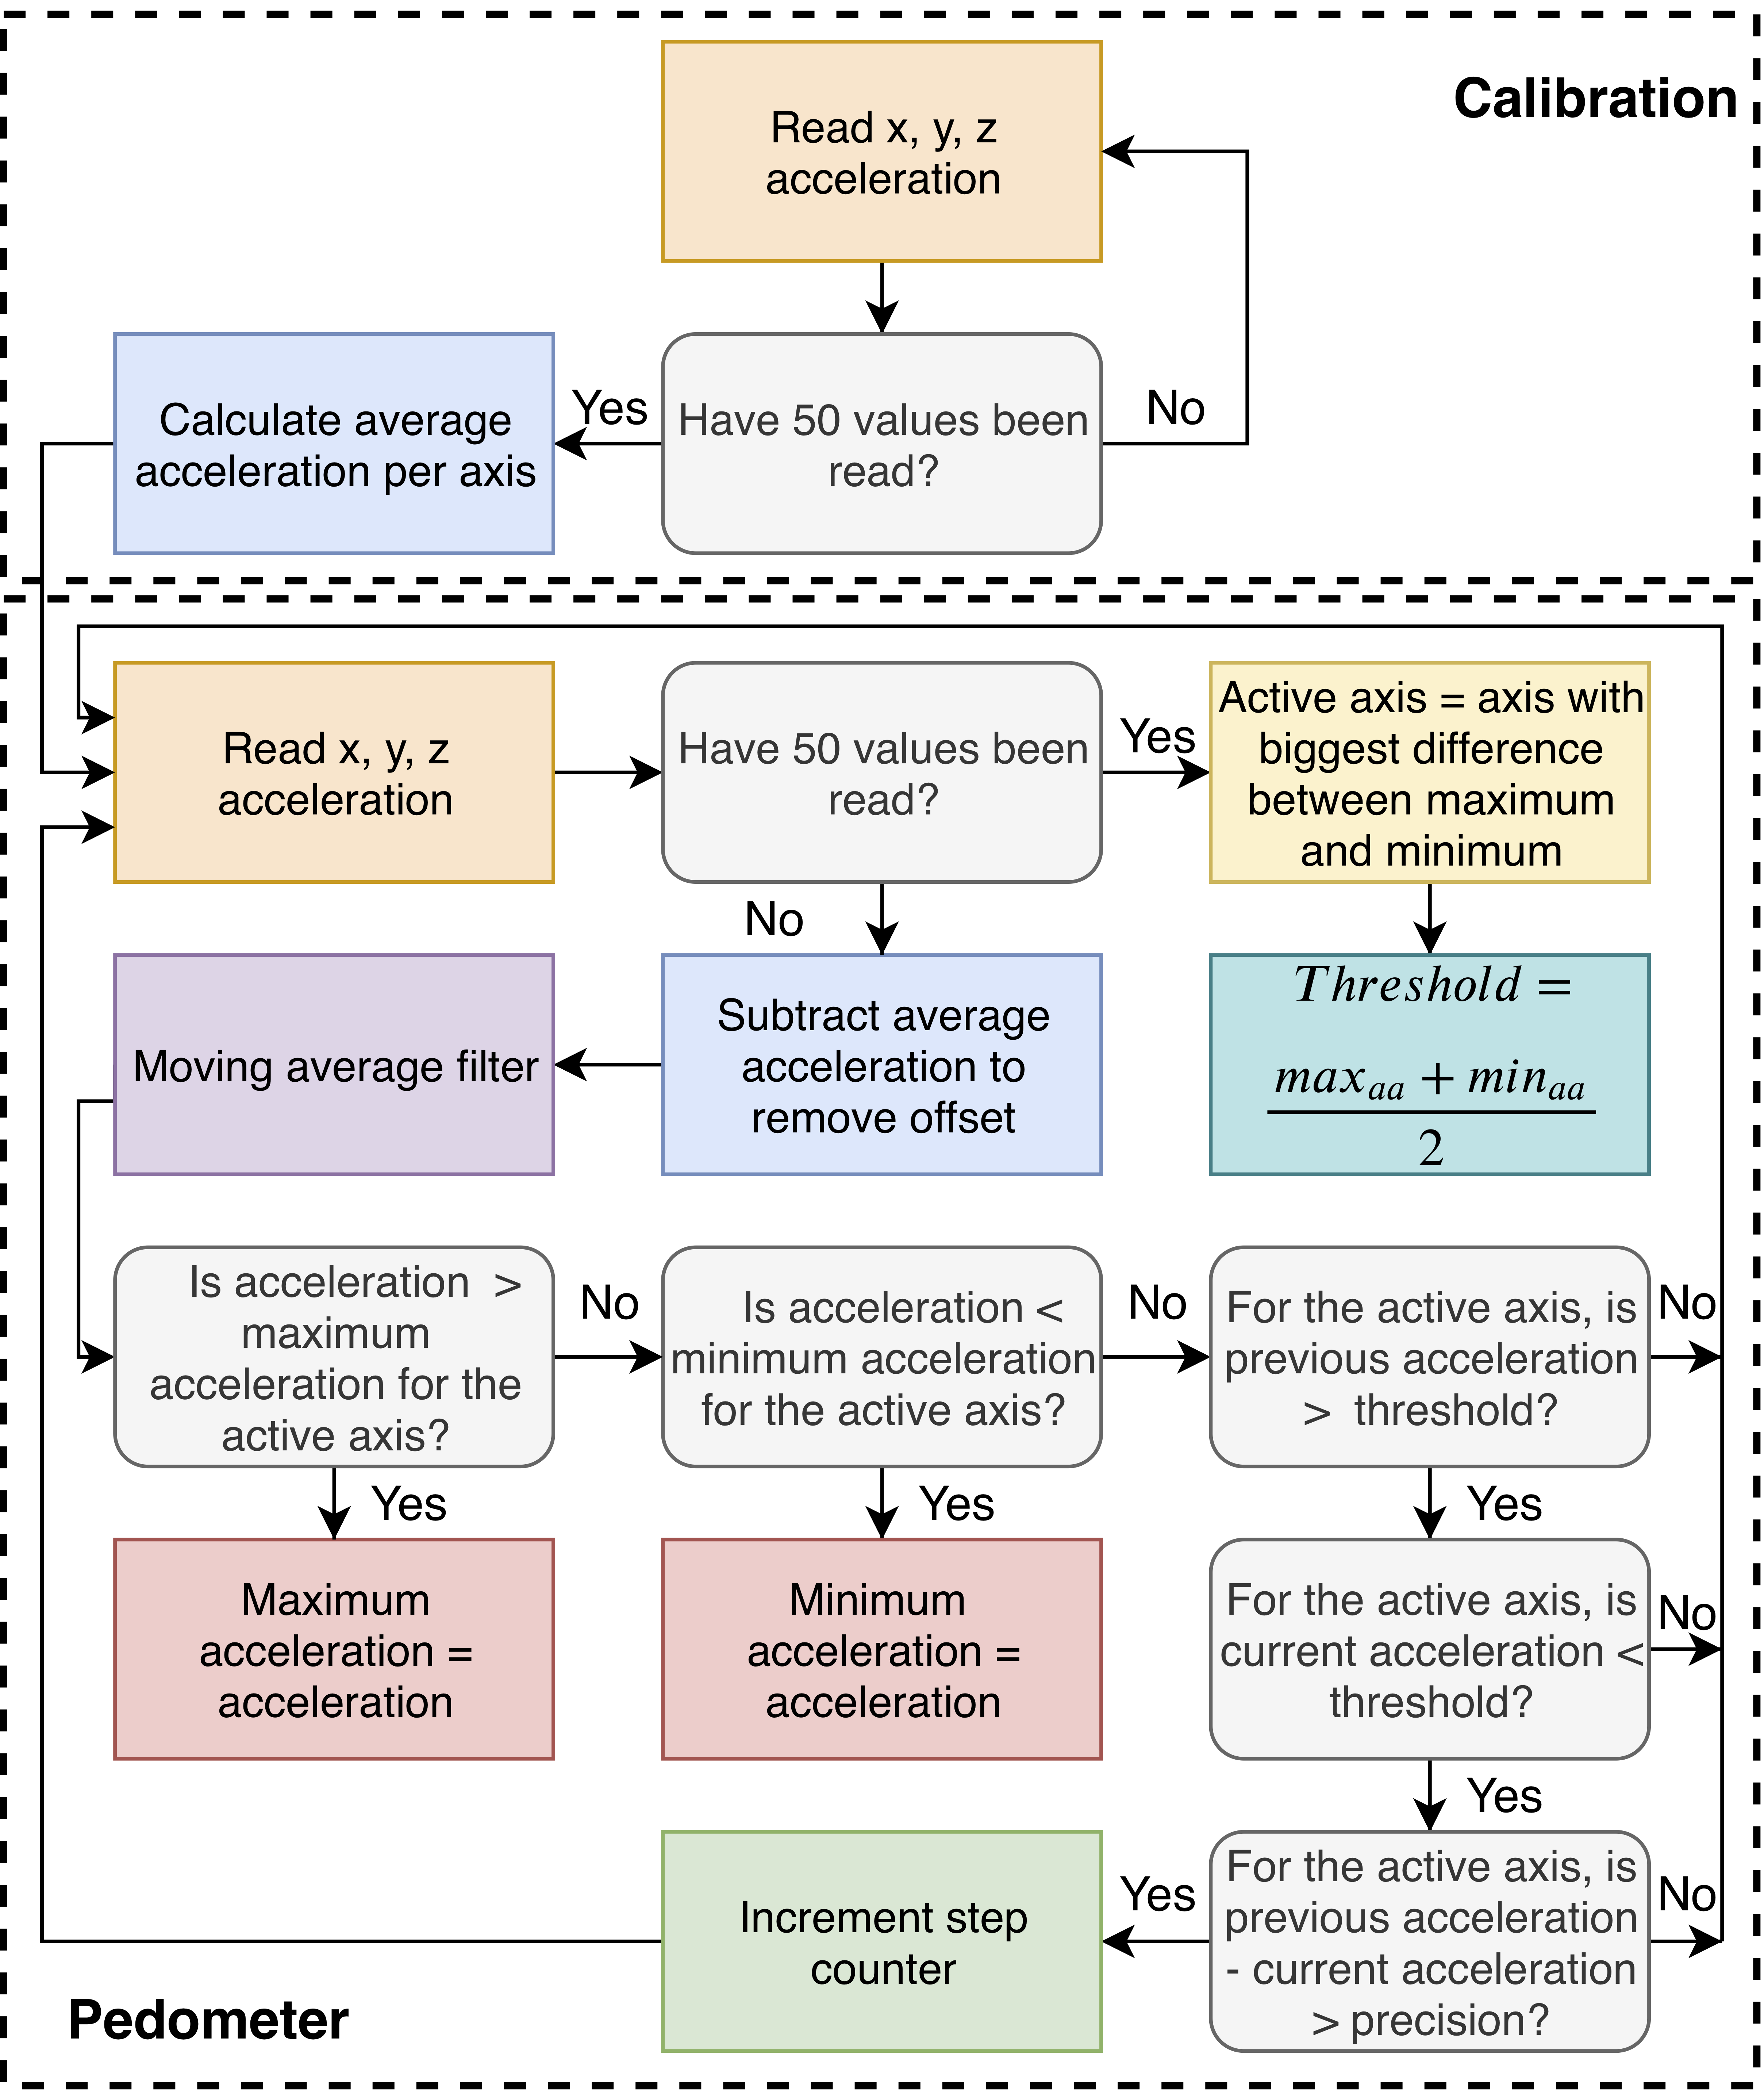 Calibration
Read x, y, z
acceleration
Have 50 values been
read?
No
Yes
Calculate average
acceleration per axis
Read x, y, z
acceleration
Have 50 values been
read?
Yes
Active axis = axis with
biggest difference
between maximum
and minimum
No
Moving average filter
Subtract average
acceleration to
remove offset
Threshold =
max_aa + min_aa
2
Is acceleration >
maximum
acceleration for the
active axis?
No
Is acceleration <
minimum acceleration
for the active axis?
No
For the active axis, is
previous acceleration
> threshold?
No
Yes
Yes
Yes
Maximum
acceleration =
acceleration
Minimum
acceleration =
acceleration
For the active axis, is
current acceleration <
threshold?
No
Yes
Increment step
counter
Yes
For the active axis, is
previous acceleration
- current acceleration
> precision?
No
Pedometer